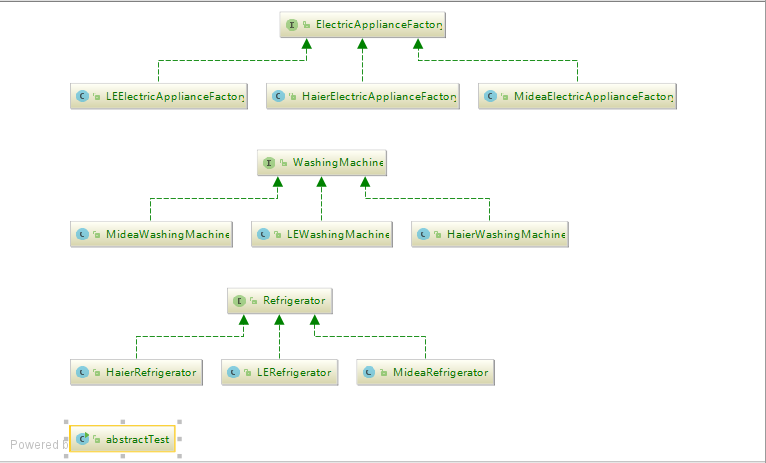 ElectricApplianceFactory
LEElectricApplianceFactory
HaierElectricApplianceFactory
MideaElectricApplianceFactory
WashingMachine
MideaWashingMachine
LEWashingMachine
HaierWashingMachine
Refrigerator
HaierRefrigerator
LERefrigerator
MideaRefrigerator
Powered
abstractTest